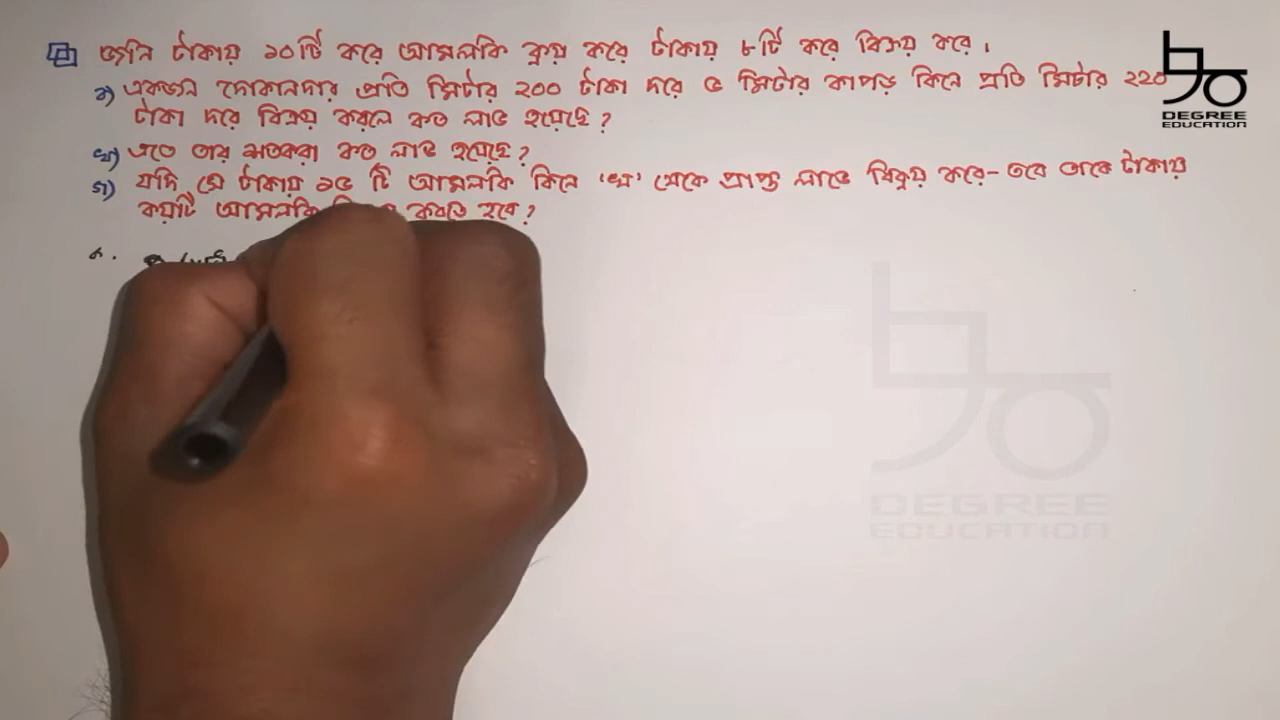 জনি টাকায় ১০টি করে আমলকি ক্রয় করে টাকায় ৮টি করে বিক্রয় করে।
ক) একজন দোকানদার প্রতি মিটার ২০০ টাকা দরে ৫ মিটার কাপড় কিনে প্রতি মিটার ২২০
টাকা দরে বিক্রয় করলে কত লাভ হয়েছে?
খ) এতে তার শতকরা কত লাভ হয়েছে?
গ) যদি সে টাকায় ১৫ টি আমলকি কিনে 'খ' থেকে প্রাপ্ত লাভে বিক্রয় করে- তবে তাকে টাকায়
কয়টি আমলকি করতে হবে?
ক.
DEGREE
EDUCATION
DEGREE
EDUCATION